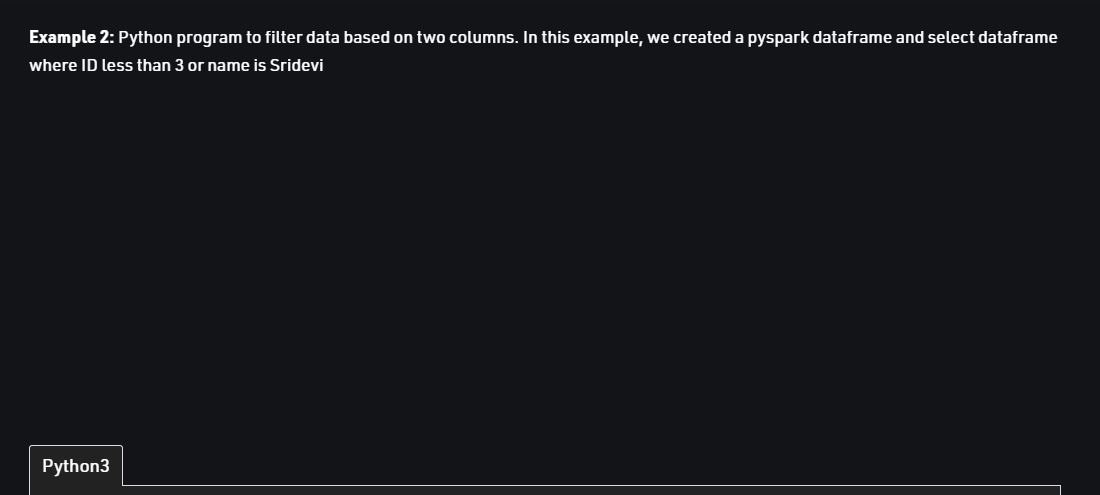 Example 2: Python program to filter data based on two columns. In this example, we created a pyspark dataframe and select dataframe
where ID less than 3 or name is Sridevi
Python3